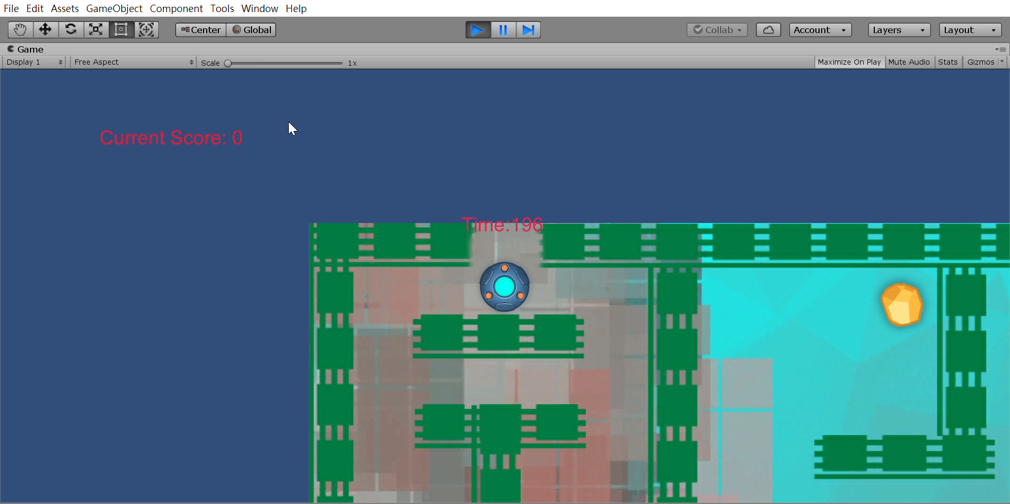 File Edit Assets GameObject Component Tools Window Help
Center Global Collab Account Layers Layout
Game
Display 1 Free Aspect Scale 1x Maximize On Play Mute Audio Stats Gizmos
Current Score: 0
Time:196